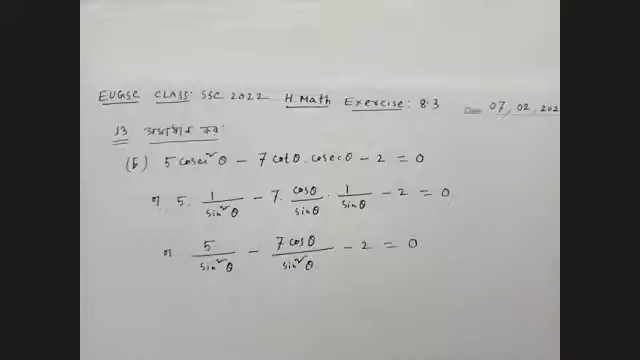 EUGSC CLASS: SSC 2022 H.Math Exercise: 8.3 Date 07, 02, 202
13 সমাধান কর:
(চ) 5 cosec²θ − 7 cotθ . cosecθ − 2 = 0
বা 5 . 1/sin²θ − 7 . cosθ/sinθ . 1/sinθ − 2 = 0
বা 5/sin²θ − 7cosθ/sin²θ − 2 = 0